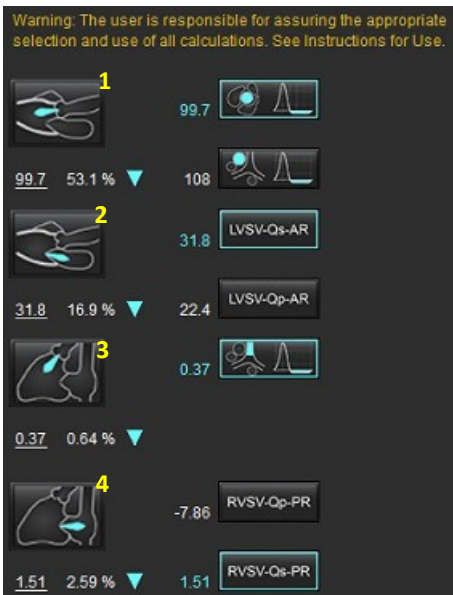 Warning: The user is responsible for assuring the appropriate
selection and use of all calculations. See Instructions for Use.
1
99.7
99.7 53.1 % 108
2
31.8 LVSV-Qs-AR
31.8 16.9 % 22.4 LVSV-Qp-AR
3
0.37
0.37 0.64 %
4
-7.86 RVSV-Qp-PR
1.51 2.59 % 1.51 RVSV-Qs-PR